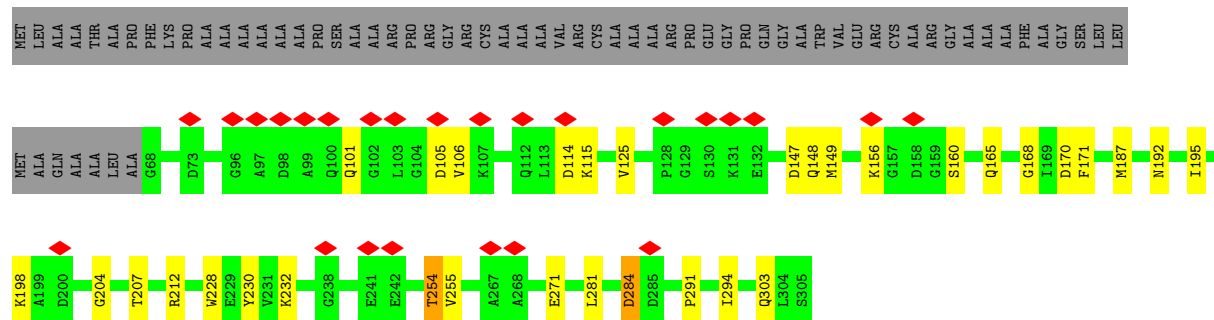 MET LEU ALA ALA THR ALA PRO PHE LYS PRO ALA ALA ALA ALA ALA ALA PRO SER ALA ALA ARG PRO ARG GLY ARG CYS ALA ALA ALA VAL ARG CYS ALA ALA ALA ARG PRO GLU GLY PRO GLN GLY ALA TRP VAL GLU ARG CYS ALA ARG GLY ALA ALA ALA PHE ALA GLY SER LEU LEU
MET ALA GLN ALA ALA LEU ALA G68 D73 G96 A97 D98 A99 Q100 Q101 G102 L103 G104 D105 V106 K107 Q112 L113 D114 K115 V125 P128 G129 S130 K131 E132 D147 Q148 M149 K156 G157 D158 G159 S160 Q165 G168 I169 D170 F171 M187 N192 I195
K198 A199 D200 G204 T207 R212 W228 E229 Y230 V231 K232 G238 E241 E242 T254 V255 A267 A268 E271 L281 D284 D285 P291 I294 Q303 L304 S305